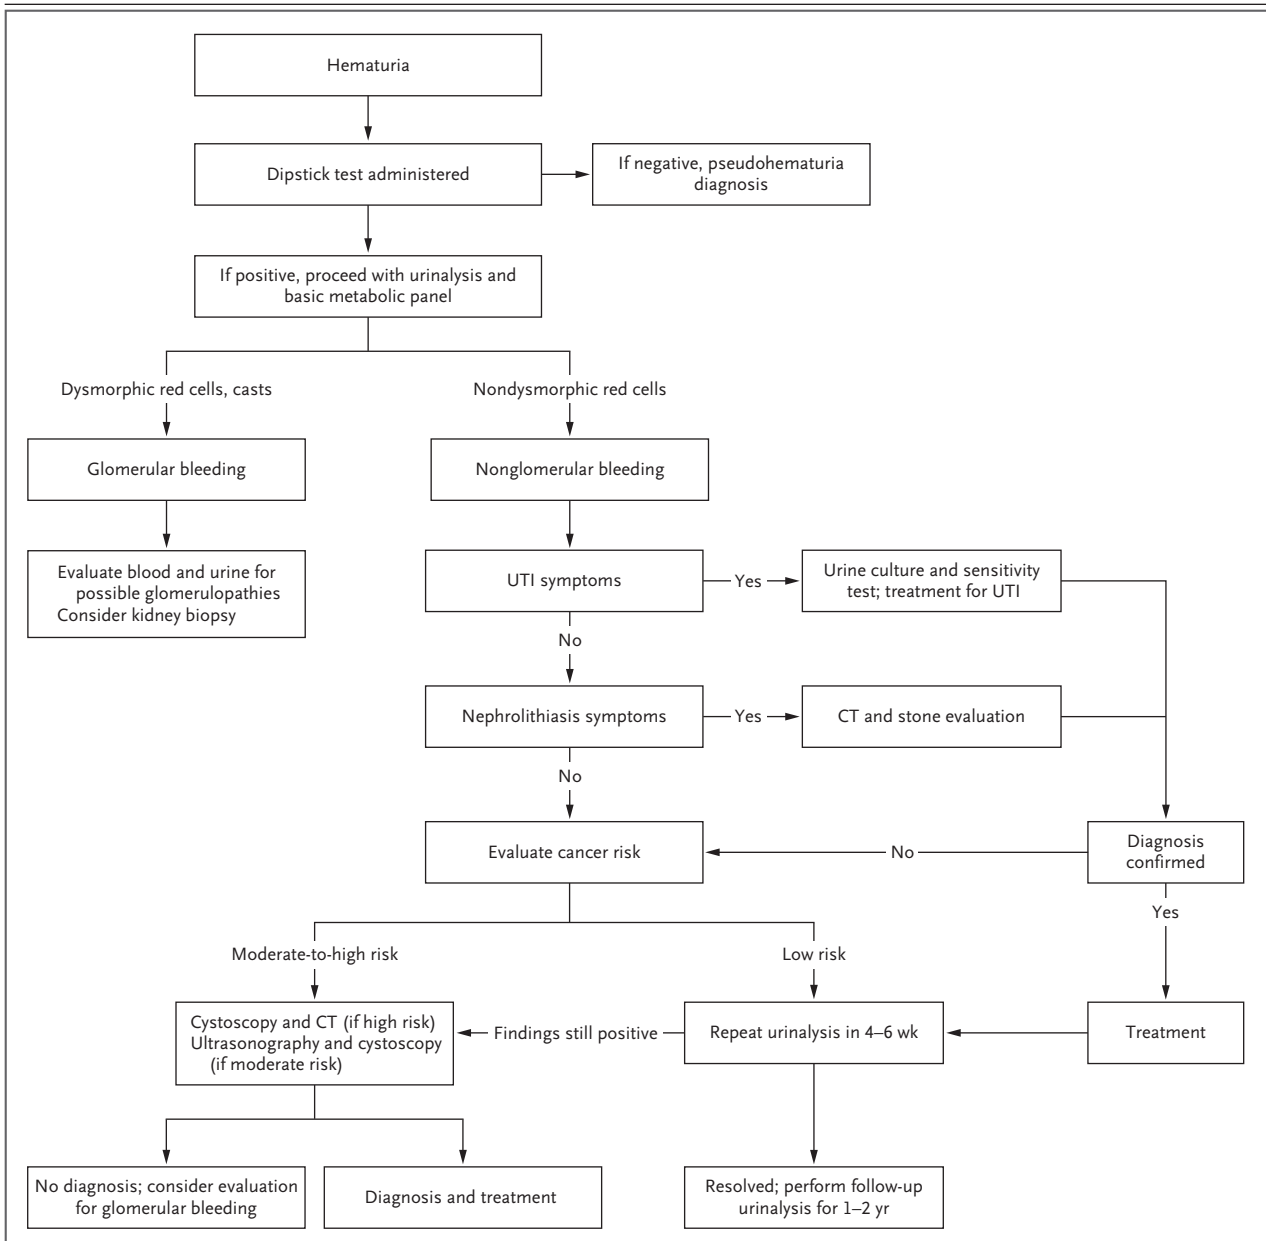 Hematuria
Dipstick test administered
If negative, pseudohematuria
diagnosis
If positive, proceed with urinalysis and
basic metabolic panel
Dysmorphic red cells, casts
Nondysmorphic red cells
Glomerular bleeding
Nonglomerular bleeding
Evaluate blood and urine for
possible glomerulopathies
Consider kidney biopsy
UTI symptoms
Yes
Urine culture and sensitivity
test; treatment for UTI
No
Nephrolithiasis symptoms
Yes
CT and stone evaluation
No
Evaluate cancer risk
No
Diagnosis
confirmed
Yes
Moderate-to-high risk
Low risk
Cystoscopy and CT (if high risk)
Ultrasonography and cystoscopy
(if moderate risk)
Findings still positive
Repeat urinalysis in 4–6 wk
Treatment
No diagnosis; consider evaluation
for glomerular bleeding
Diagnosis and treatment
Resolved; perform follow-up
urinalysis for 1–2 yr